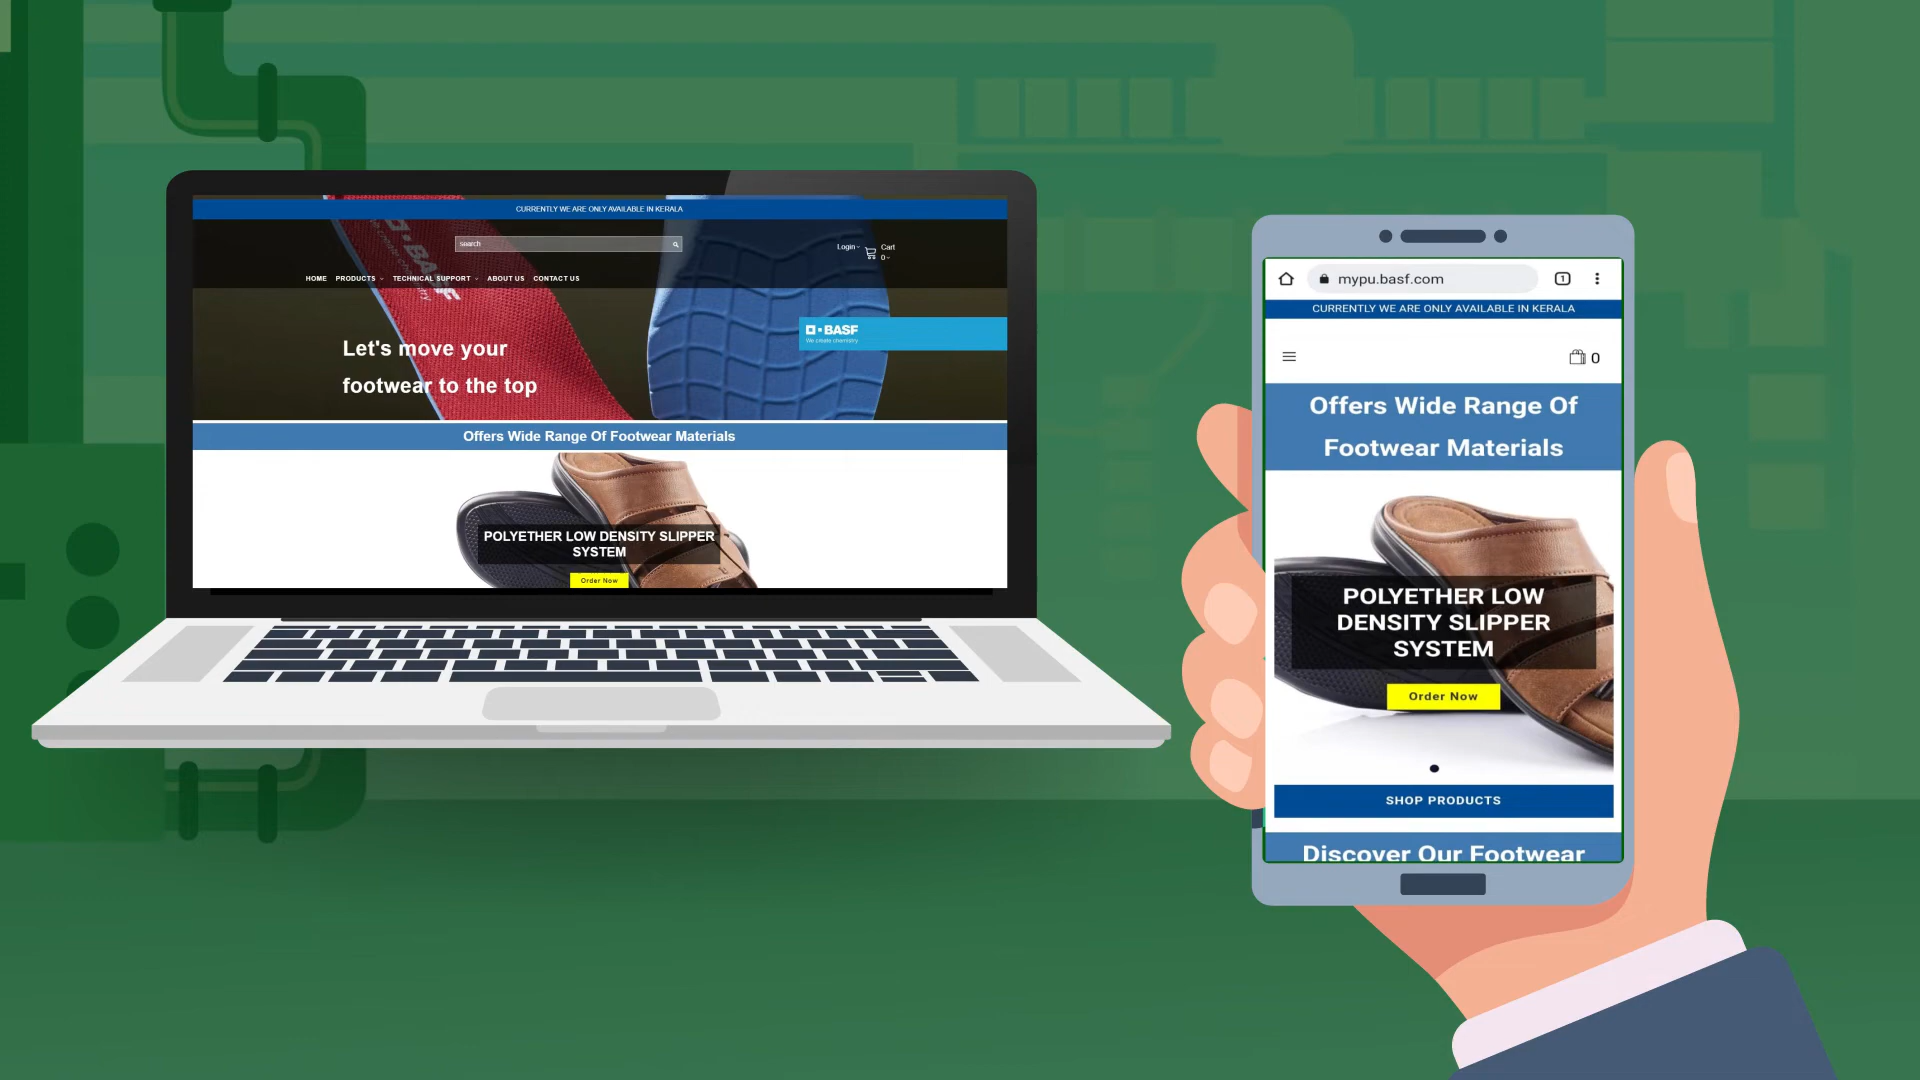 CURRENTLY WE ARE ONLY AVAILABLE IN KERALA
search
Login
Cart
0
HOME PRODUCTS TECHNICAL SUPPORT ABOUT US CONTACT US
BASF
We create chemistry
Let's move your
footwear to the top
Offers Wide Range Of Footwear Materials
POLYETHER LOW DENSITY SLIPPER
SYSTEM
Order Now
mypu.basf.com
1
CURRENTLY WE ARE ONLY AVAILABLE IN KERALA
0
Offers Wide Range Of
Footwear Materials
POLYETHER LOW
DENSITY SLIPPER
SYSTEM
Order Now
SHOP PRODUCTS
Discover Our Footwear